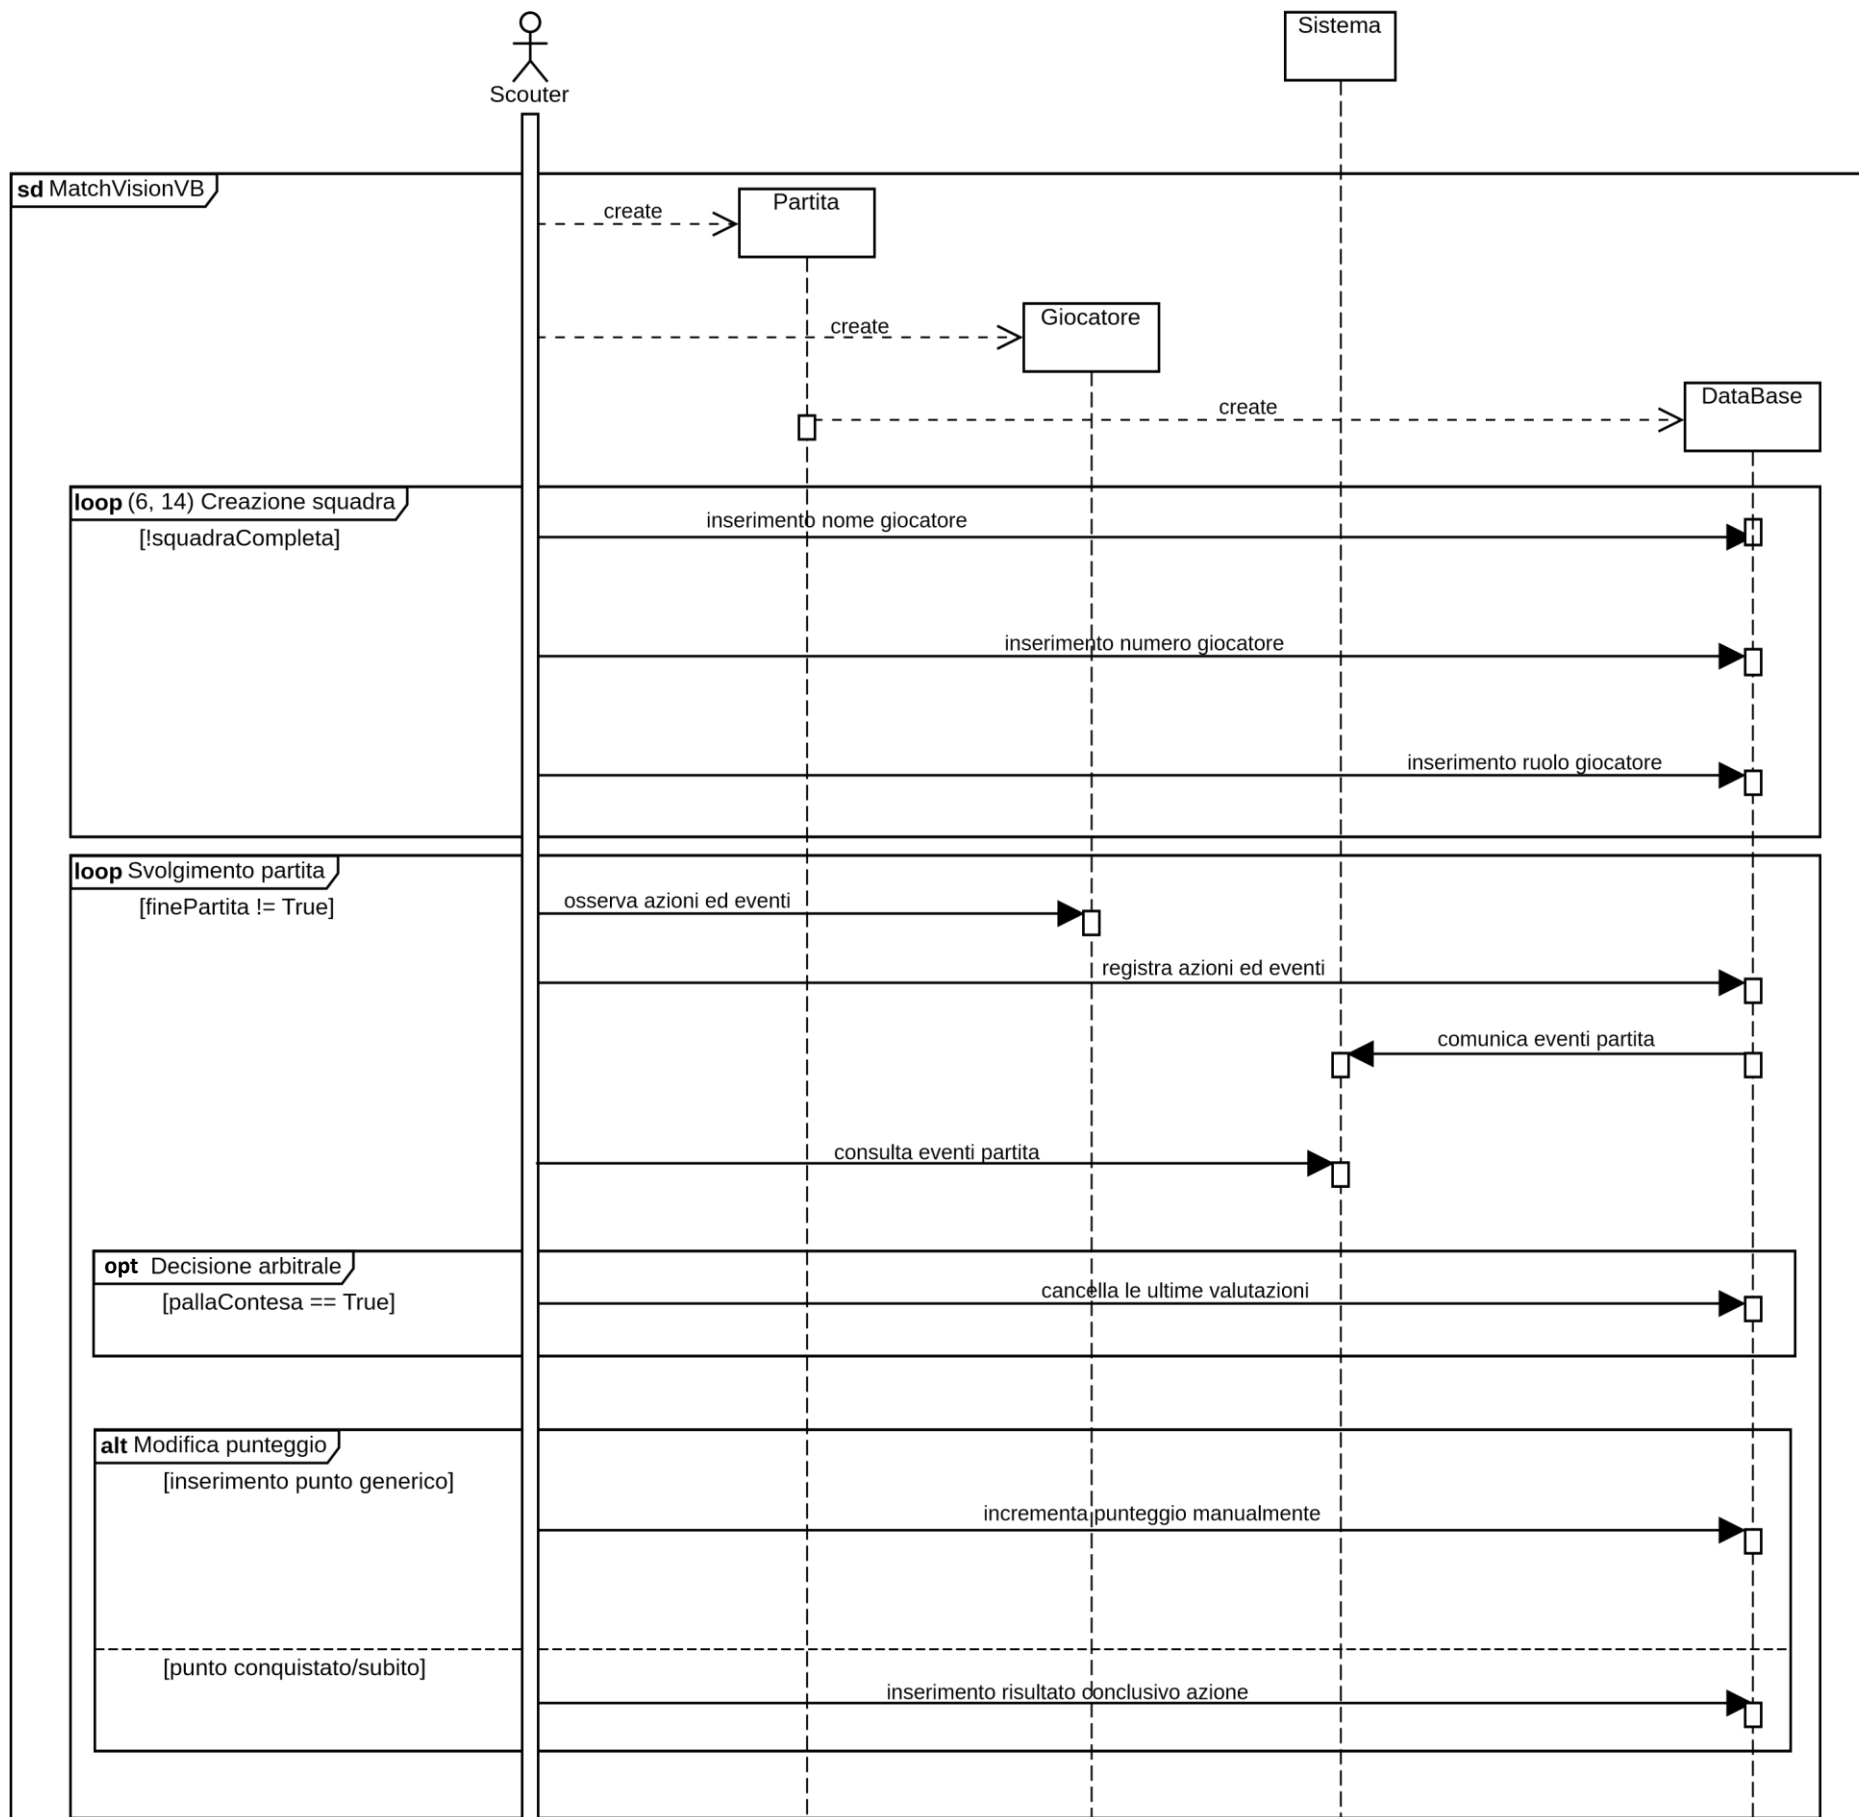 Scouter
Sistema
sd MatchVisionVB
create
Partita
create
Giocatore
create
DataBase
loop (6, 14) Creazione squadra
[!squadraCompleta]
inserimento nome giocatore
inserimento numero giocatore
inserimento ruolo giocatore
loop Svolgimento partita
[finePartita != True]
osserva azioni ed eventi
registra azioni ed eventi
comunica eventi partita
consulta eventi partita
opt Decisione arbitrale
[pallaContesa == True]
cancella le ultime valutazioni
alt Modifica punteggio
[inserimento punto generico]
incrementa punteggio manualmente
[punto conquistato/subito]
inserimento risultato conclusivo azione